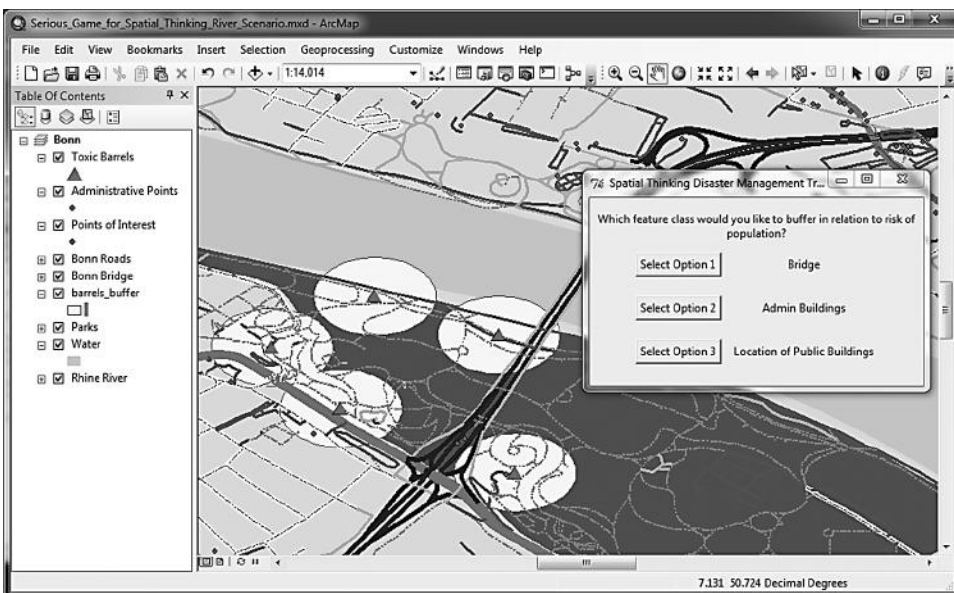 Serious_Game_for_Spatial_Thinking_River_Scenario.mxd - ArcMap
File Edit View Bookmarks Insert Selection Geoprocessing Customize Windows Help
1:14,014
Table Of Contents
Bonn
Toxic Barrels
Administrative Points
Points of Interest
Bonn Roads
Bonn Bridge
barrels_buffer
Parks
Water
Rhine River
Spatial Thinking Disaster Management Tr...
Which feature class would you like to buffer in relation to risk of
population?
Select Option 1 Bridge
Select Option 2 Admin Buildings
Select Option 3 Location of Public Buildings
7.131 50.724 Decimal Degrees